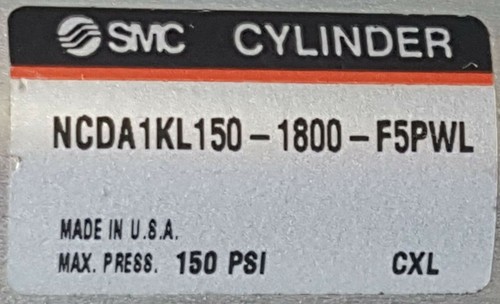 SMC CYLINDER
NCDA1KL150-1800-F5PWL
MADE IN U.S.A.
MAX. PRESS. 150 PSI CXL